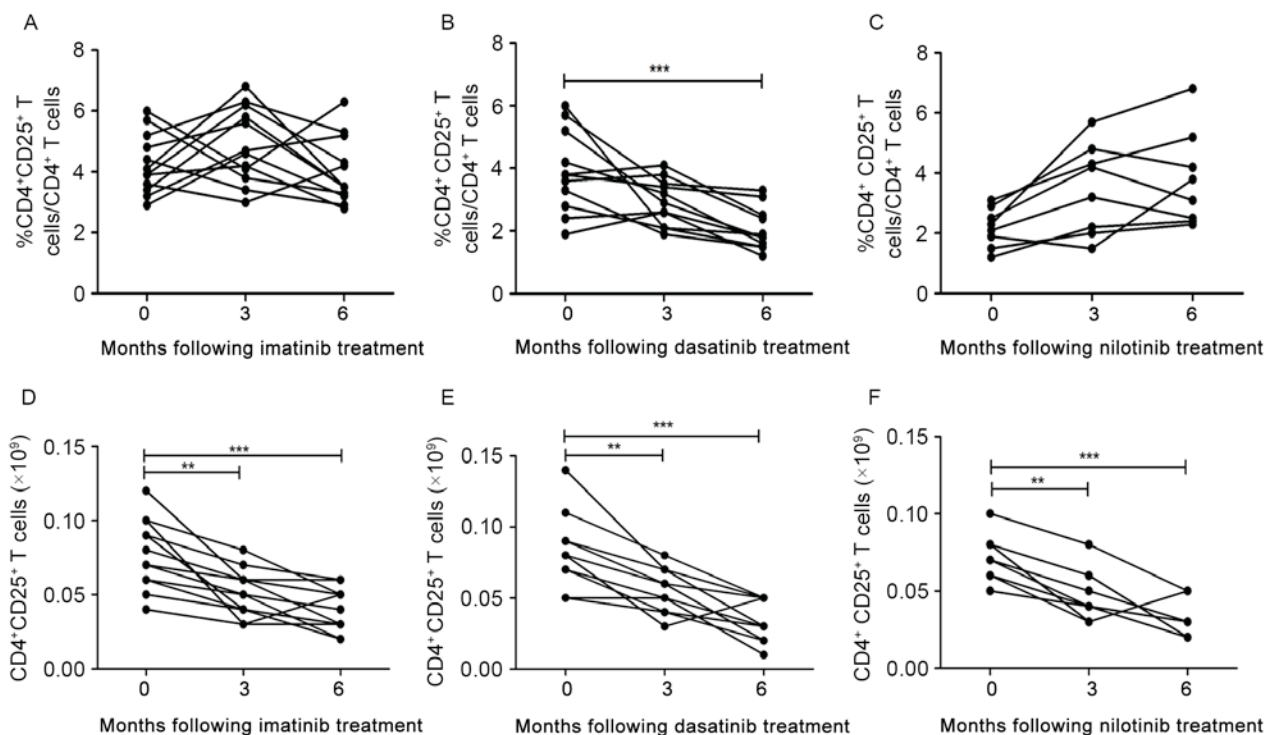 A
%CD4⁺CD25⁺ T
cells/CD4⁺ T cells
8
6
4
2
0
0 3 6
Months following imatinib treatment
B
%CD4⁺ CD25⁺ T
cells/CD4⁺ T cells
8
6
4
2
0
***
0 3 6
Months following dasatinib treatment
C
%CD4⁺ CD25⁺ T
cells/CD4⁺ T cells
8
6
4
2
0
0 3 6
Months following nilotinib treatment
D
CD4⁺CD25⁺ T cells (×10⁹)
0.15
0.10
0.05
0.00
***
**
0 3 6
Months following imatinib treatment
E
CD4⁺ CD25⁺ T cells (×10⁹)
0.15
0.10
0.05
0.00
***
**
0 3 6
Months following dasatinib treatment
F
CD4⁺ CD25⁺ T cells (×10⁹)
0.15
0.10
0.05
0.00
***
**
0 3 6
Months following nilotinib treatment